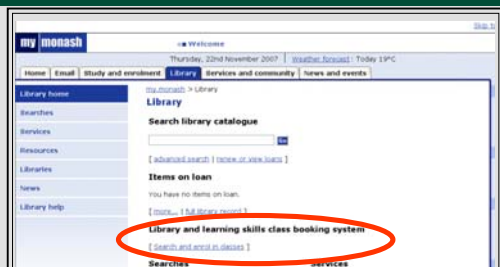 Skip to
my monash
Welcome
Thursday, 22nd November 2007 | Weather forecast: Today 19°C
Home Email Study and enrolment Library Services and community News and events
Library home
Searches
Services
Resources
Libraries
News
Library help
my.monash > Library
Library
Search library catalogue
Go
[ advanced search | renew or view loans ]
Items on loan
You have no items on loan.
[ more... | full library record ]
Library and learning skills class booking system
[ Search and enrol in classes ]
Searches Services